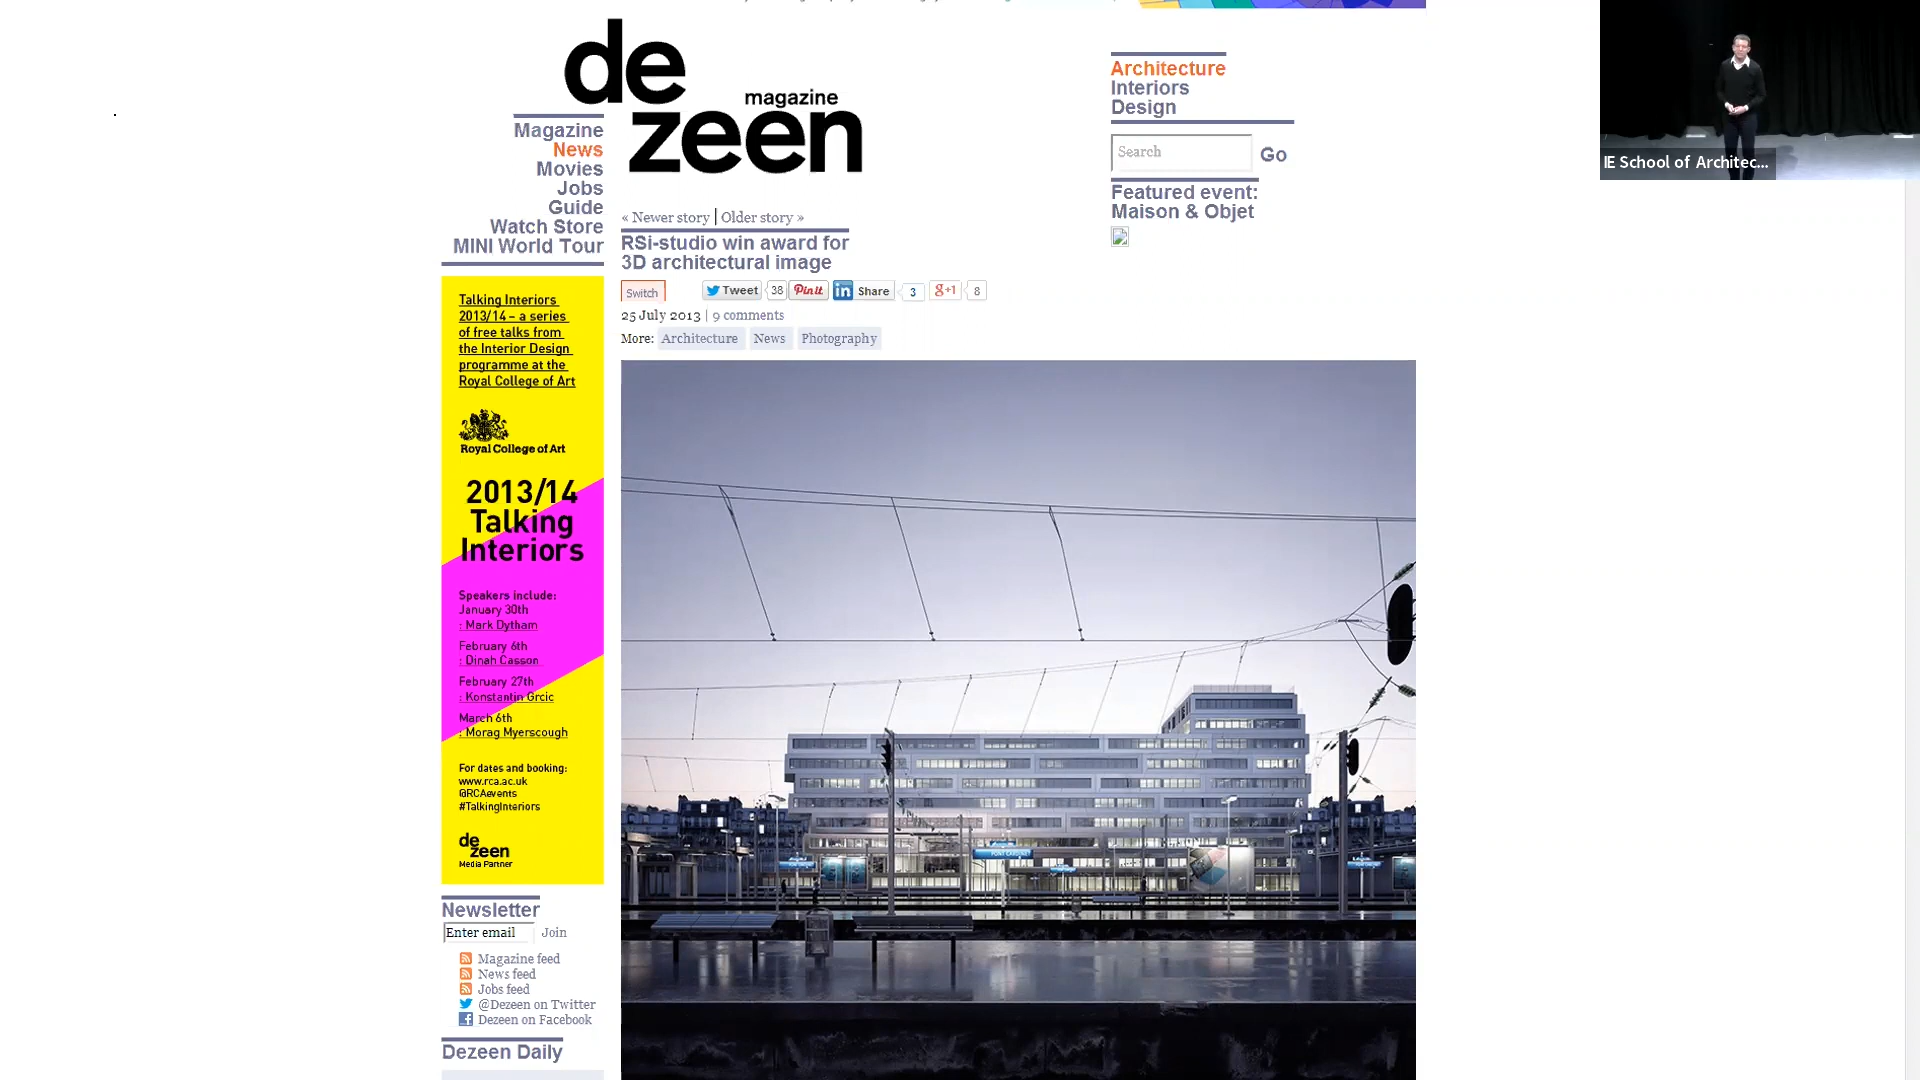 de
zeen
magazine
Magazine
News
Movies
Jobs
Guide
Watch Store
MINI World Tour
Talking Interiors
2013/14 – a series
of free talks from
the Interior Design
programme at the
Royal College of Art
Royal College of Art
2013/14
Talking
Interiors
Speakers include:
January 30th
: Mark Dytham
February 6th
: Dinah Casson
February 27th
: Konstantin Grcic
March 6th
: Morag Myerscough
For dates and booking:
www.rca.ac.uk
@RCAevents
#TalkingInteriors
de
zeen
Media Partner
Newsletter
Enter email Join
Magazine feed
News feed
Jobs feed
@Dezeen on Twitter
Dezeen on Facebook
Dezeen Daily
« Newer story | Older story »
RSi-studio win award for
3D architectural image
Switch Tweet 38 Pin it in Share 3 g+1 8
25 July 2013 | 9 comments
More: Architecture News Photography
PONT CARDINET
Architecture
Interiors
Design
Search Go
Featured event:
Maison & Objet
IE School of Architec...